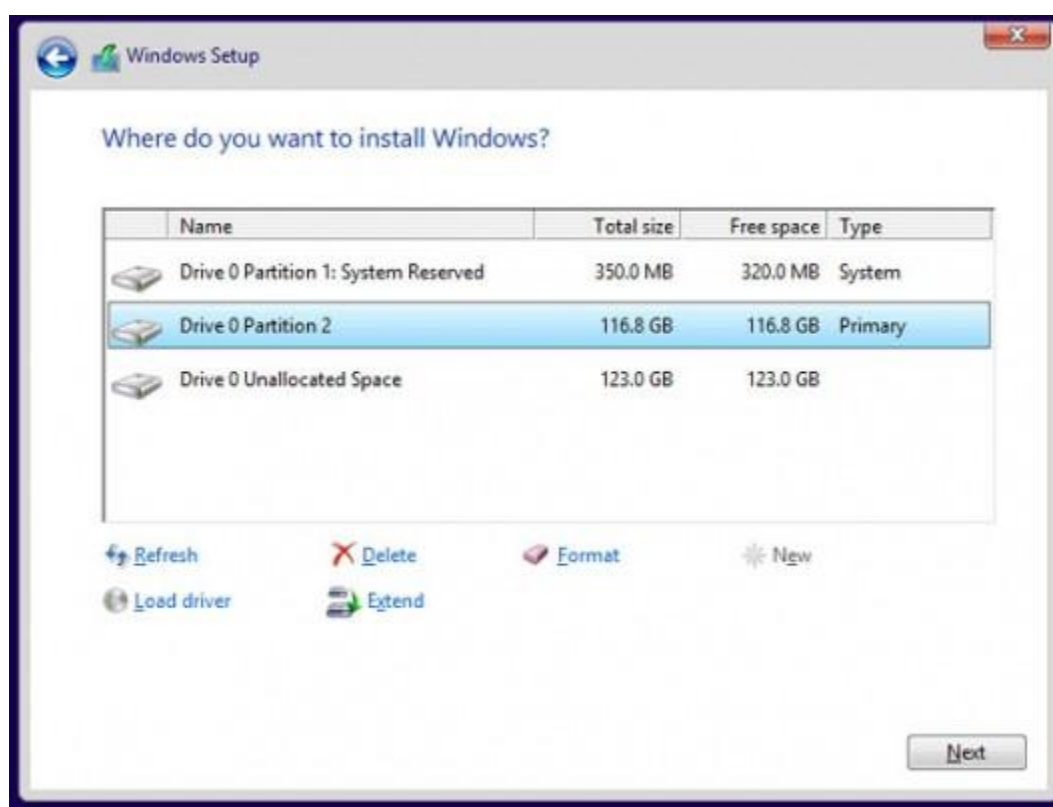 Windows Setup
Where do you want to install Windows?
Name Total size Free space Type
Drive 0 Partition 1: System Reserved 350.0 MB 320.0 MB System
Drive 0 Partition 2 116.8 GB 116.8 GB Primary
Drive 0 Unallocated Space 123.0 GB 123.0 GB
Refresh Delete Format New
Load driver Extend
Next